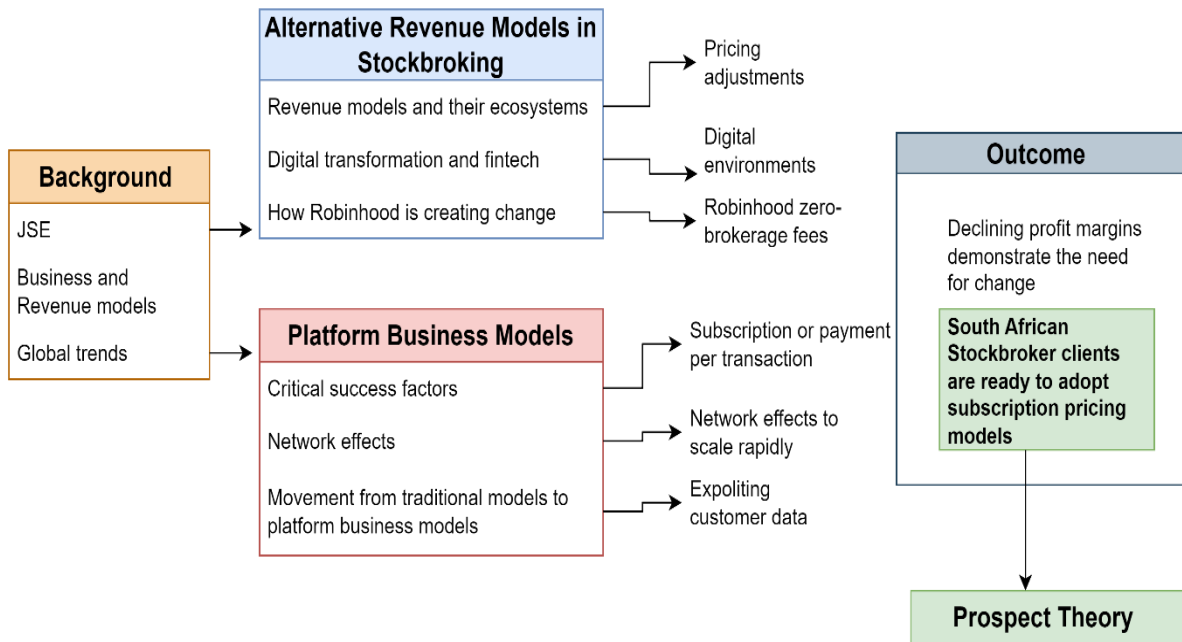 Background
JSE
Business and
Revenue models
Global trends
Alternative Revenue Models in
Stockbroking
Revenue models and their ecosystems
Digital transformation and fintech
How Robinhood is creating change
Pricing
adjustments
Digital
environments
Robinhood zero-
brokerage fees
Platform Business Models
Critical success factors
Network effects
Movement from traditional models to
platform business models
Subscription or payment
per transaction
Network effects to
scale rapidly
Expoliting
customer data
Outcome
Declining profit margins
demonstrate the need
for change
South African
Stockbroker clients
are ready to adopt
subscription pricing
models
Prospect Theory